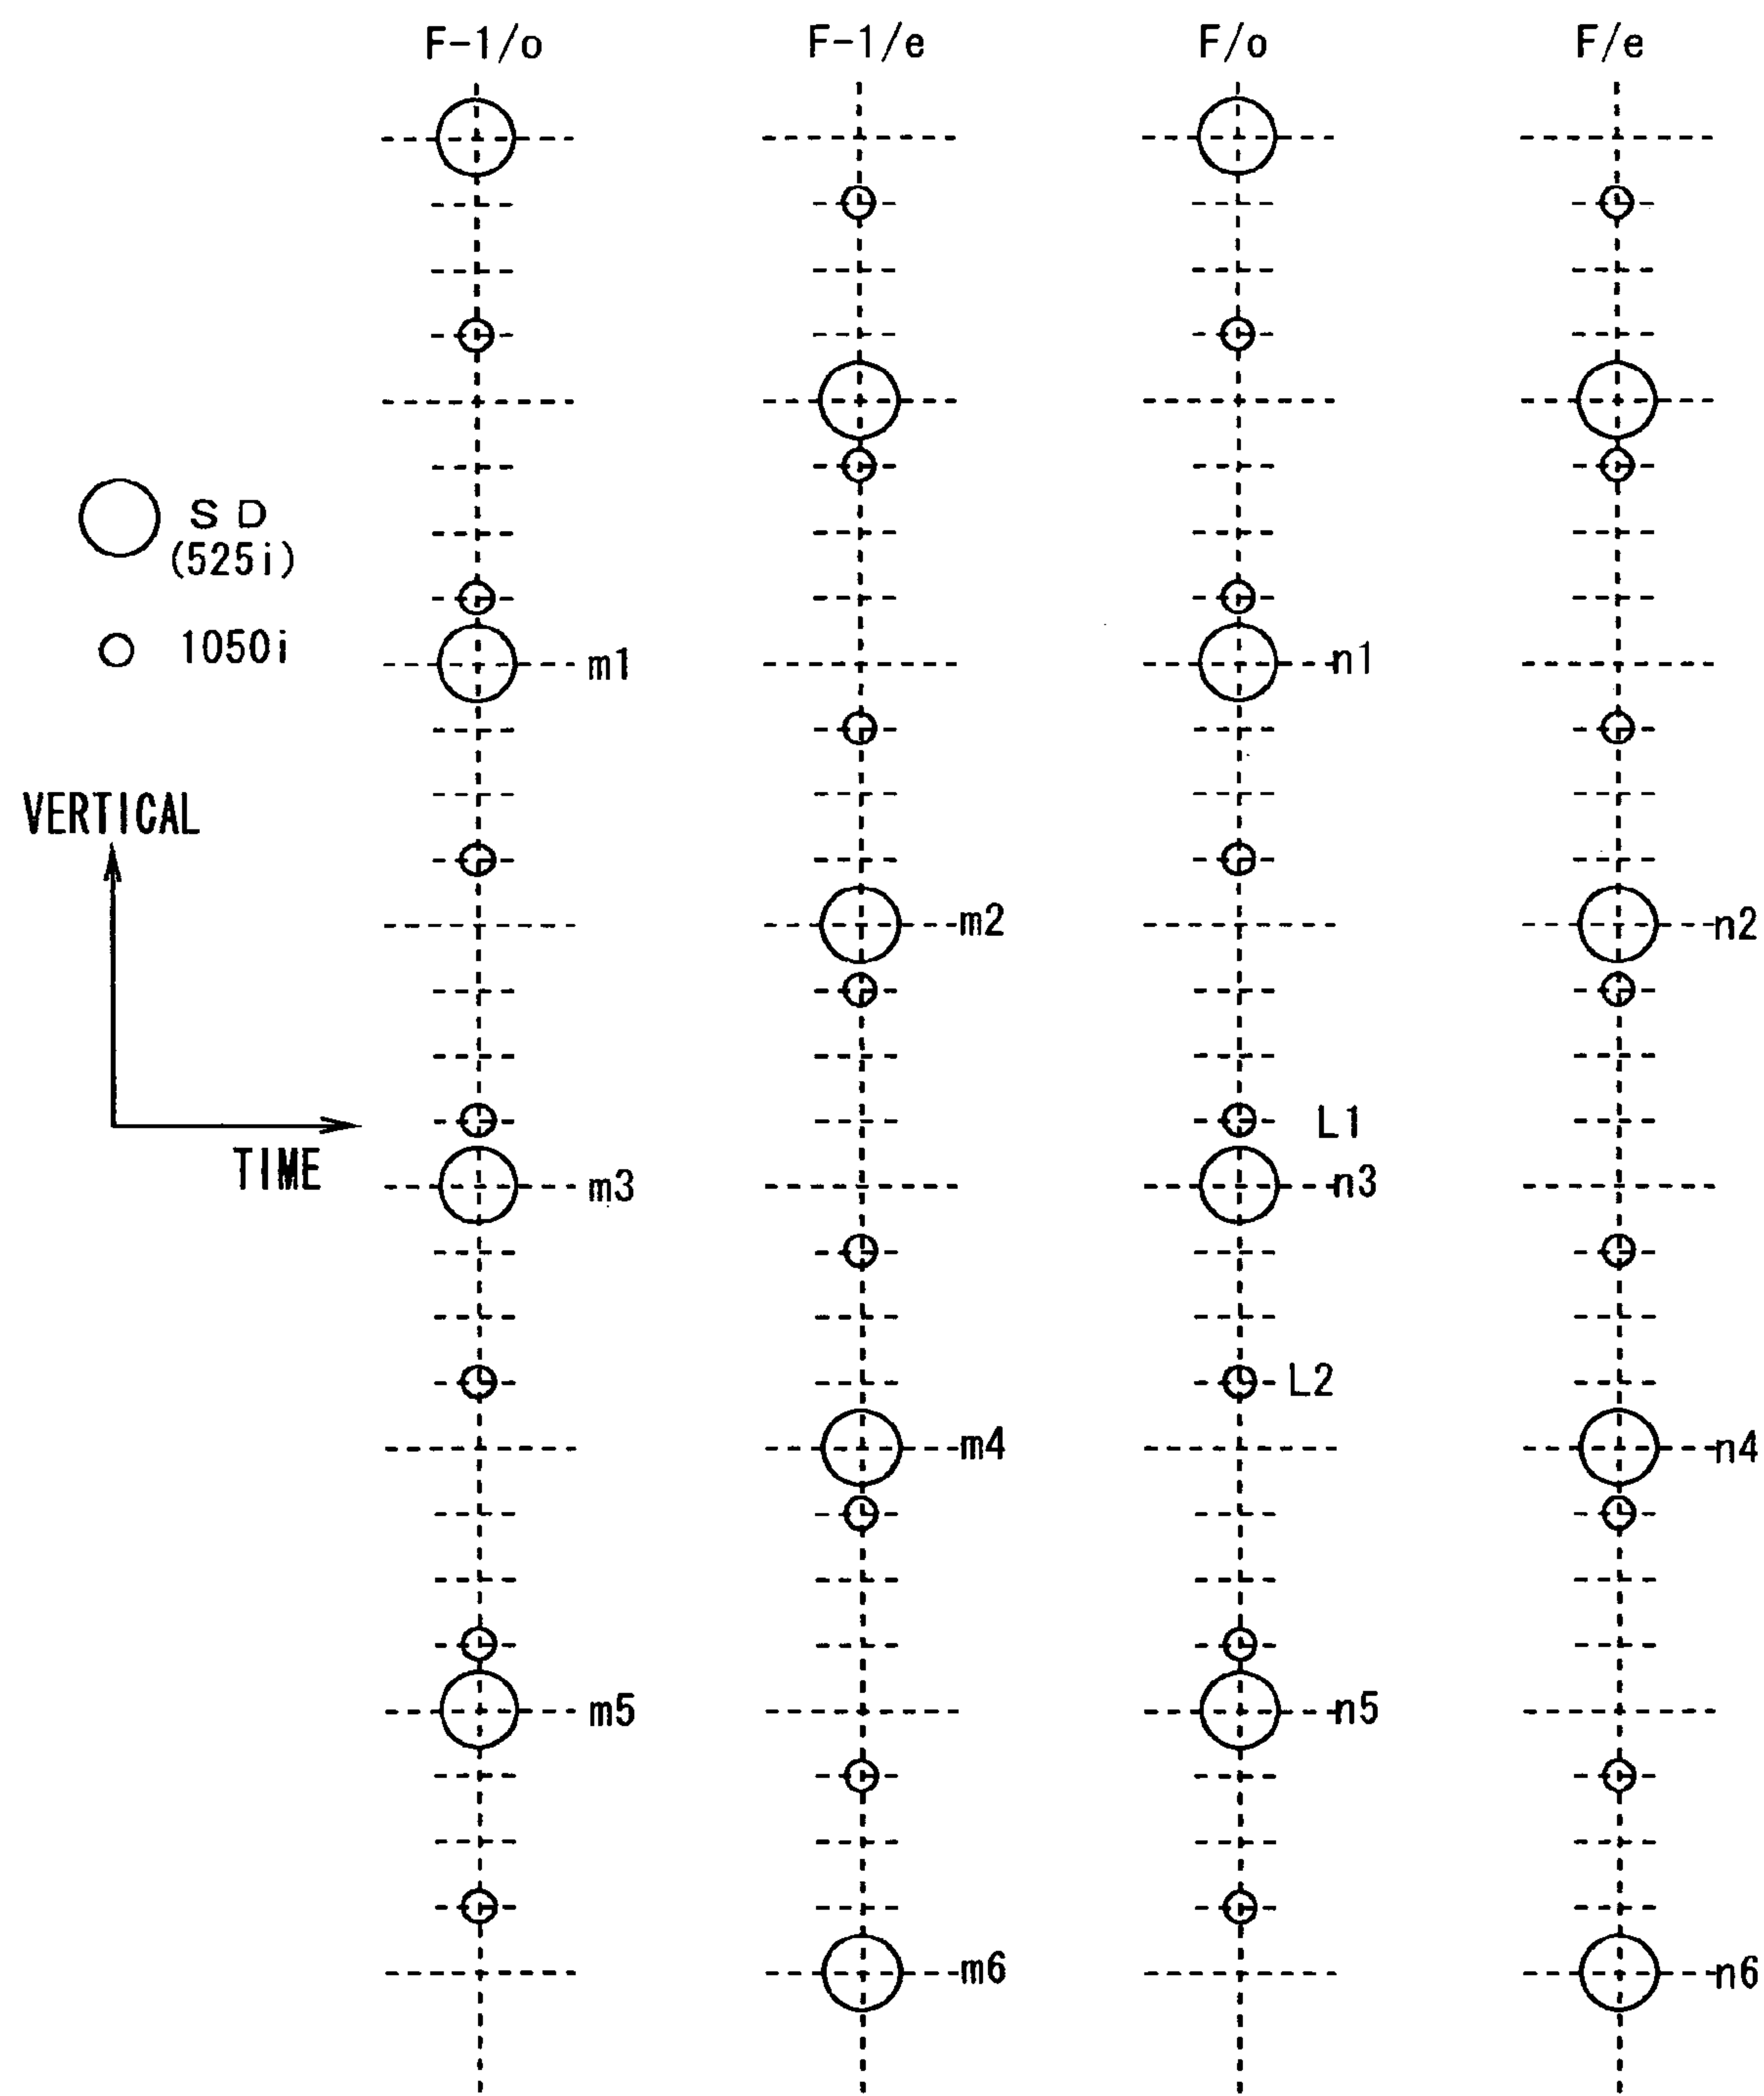 F-1/o F-1/e F/o F/e
SD
(525i)
1050i
m1 n1
VERTICAL
m2 n2
L1
TIME
m3 n3
L2
m4 n4
m5 n5
m6 n6